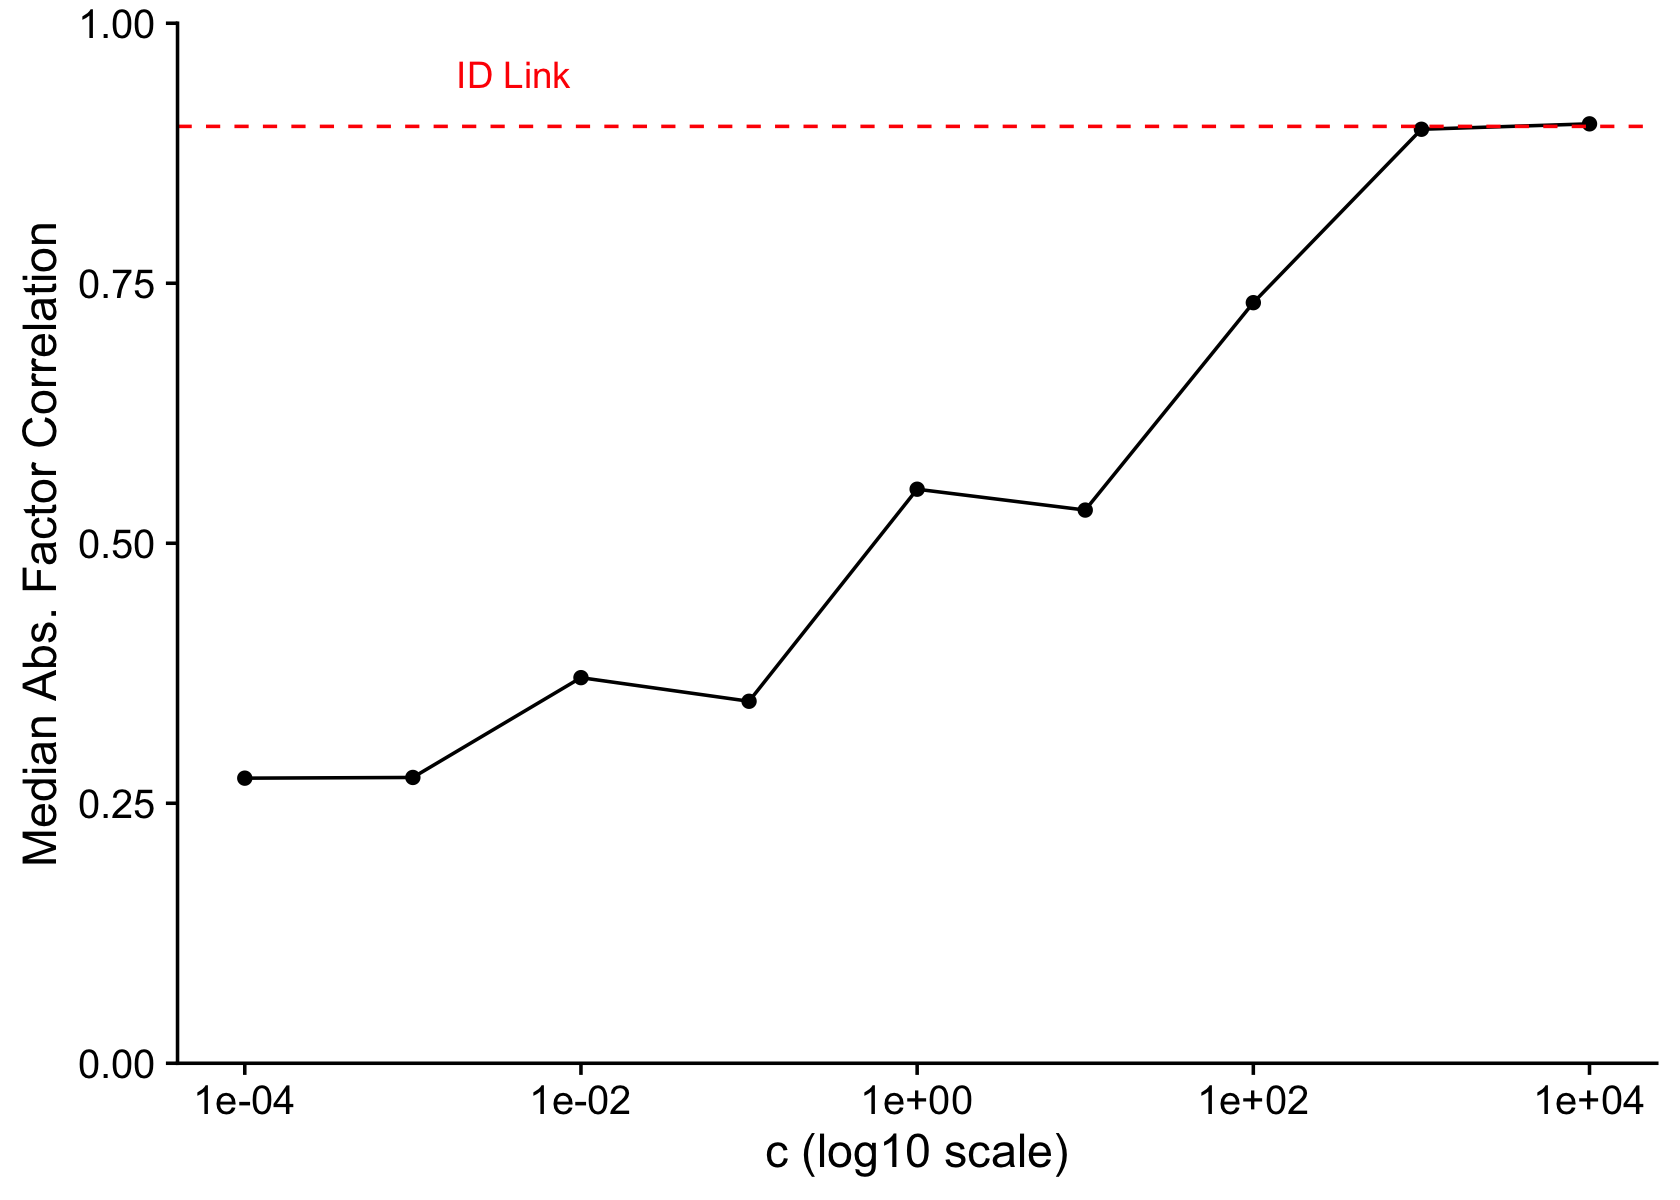 1.00
ID Link
0.75
0.50
0.25
0.00
Median Abs. Factor Correlation
1e-04 1e-02 1e+00 1e+02 1e+04
c (log10 scale)